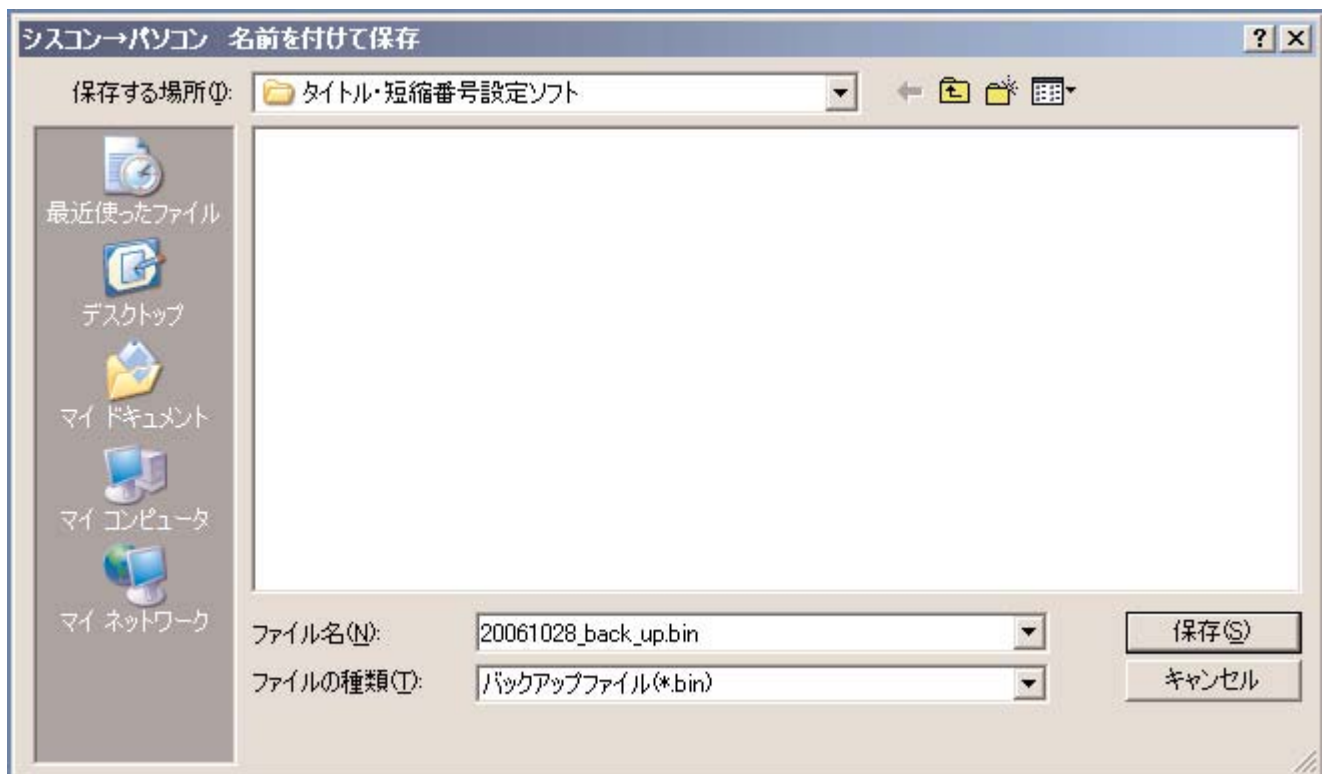 シスコン→パソコン 名前を付けて保存
保存する場所(I):
タイトル・短縮番号設定ソフト
最近使ったファイル
デスクトップ
マイ ドキュメント
マイ コンピュータ
マイ ネットワーク
ファイル名(N):
20061028_back_up.bin
保存(S)
ファイルの種類(T):
バックアップファイル(*.bin)
キャンセル